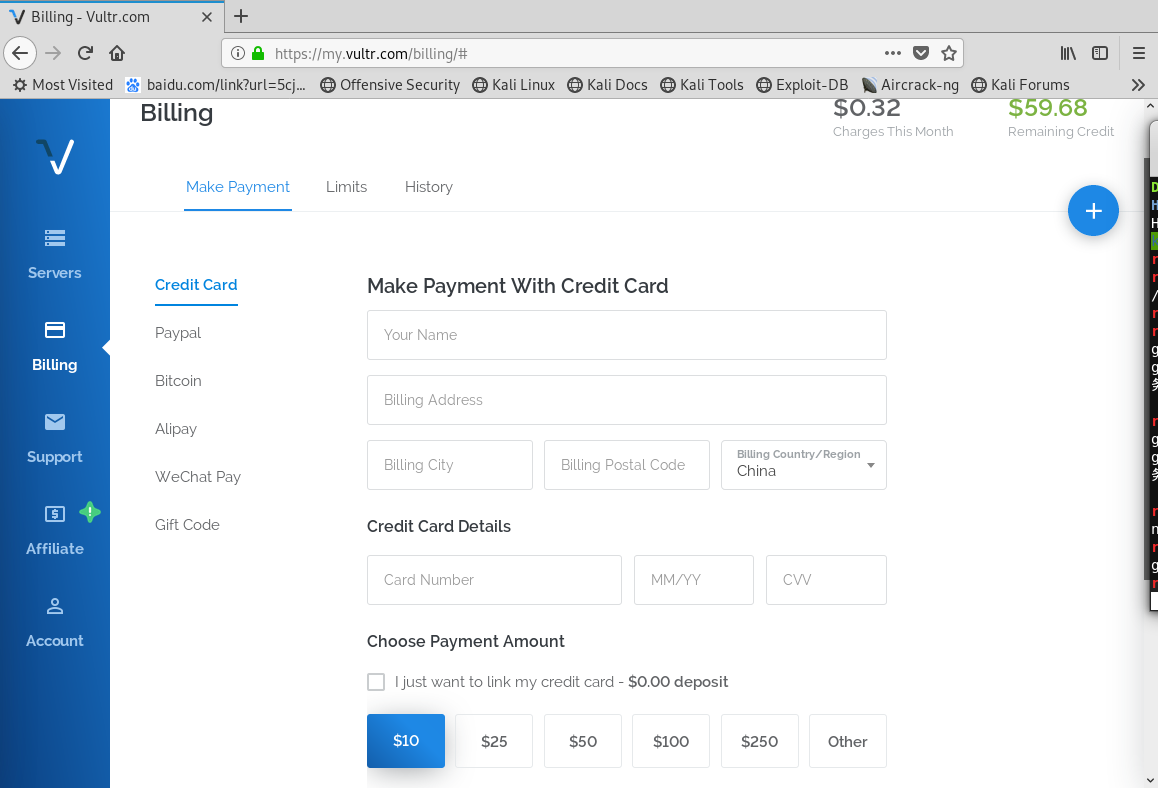 Billing - Vultr.com
https://my.vultr.com/billing/#
Most Visited baidu.com/link?url=5cj... Offensive Security Kali Linux Kali Docs Kali Tools Exploit-DB Aircrack-ng Kali Forums
Billing
$0.32 $59.68
Charges This Month Remaining Credit
Make Payment Limits History
Servers
Billing
Support
Affiliate
Account
Credit Card
Paypal
Bitcoin
Alipay
WeChat Pay
Gift Code
Make Payment With Credit Card
Your Name
Billing Address
Billing City Billing Postal Code Billing Country/Region
China
Credit Card Details
Card Number MM/YY CVV
Choose Payment Amount
I just want to link my credit card - $0.00 deposit
$10 $25 $50 $100 $250 Other